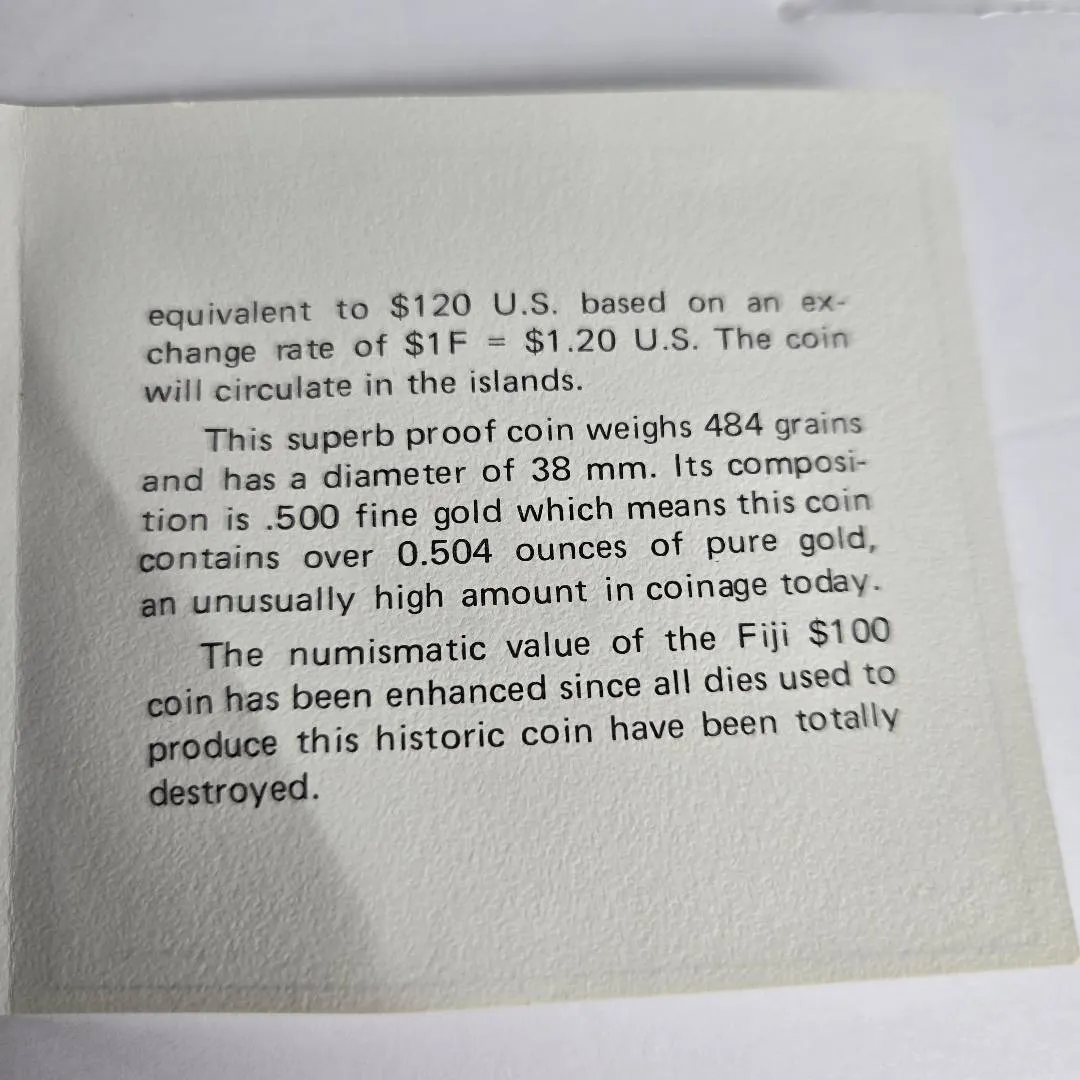 equivalent to $120 U.S. based on an ex-
change rate of $1F = $1.20 U.S. The coin
will circulate in the islands.
This superb proof coin weighs 484 grains
and has a diameter of 38 mm. Its composi-
tion is .500 fine gold which means this coin
contains over 0.504 ounces of pure gold,
an unusually high amount in coinage today.
The numismatic value of the Fiji $100
coin has been enhanced since all dies used to
produce this historic coin have been totally
destroyed.